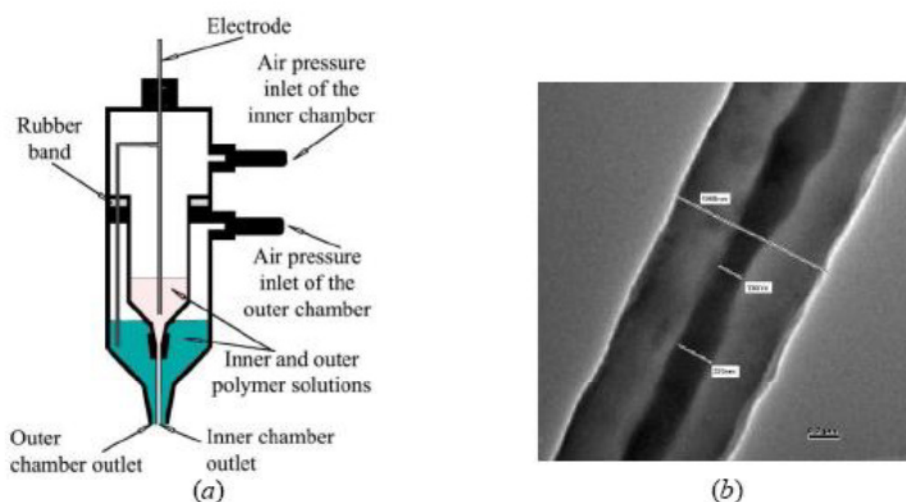 Electrode
Air pressure
inlet of the
inner chamber
Rubber
band
Air pressure
inlet of the
outer chamber
Inner and outer
polymer solutions
Outer
chamber outlet
Inner chamber
outlet
(a)
(b)